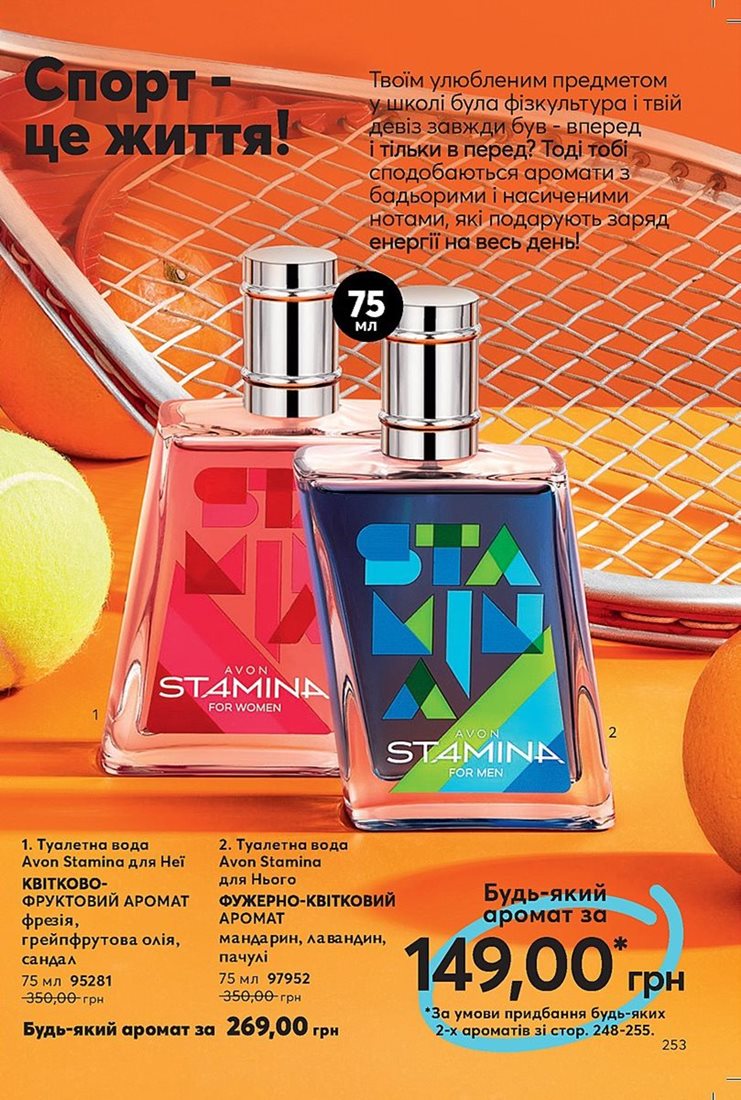 Спорт -
це життя!
Твоїм улюбленим предметом
у школі була фізкультура і твій
девіз завжди був - вперед
і тільки в перед? Тоді тобі
сподобаються аромати з
бадьорими і насиченими
нотами, які подарують заряд
енергії на весь день!
75
МЛ
STAMINA
AVON
STAMINA
FOR WOMEN
1
STAMINA
AVON
STAMINA
FOR MEN
2
1. Туалетна вода
Avon Stamina для Неї
КВІТКОВО-
ФРУКТОВИЙ АРОМАТ
фрезія,
грейпфрутова олія,
сандал
75 мл 95281
350,00 грн
2. Туалетна вода
Avon Stamina
для Нього
ФУЖЕРНО-КВІТКОВИЙ
АРОМАТ
мандарин, лавандин,
пачулі
75 мл 97952
350,00 грн
Будь-який аромат за 269,00 грн
Будь-який
аромат за
149,00* грн
*За умови придбання будь-яких
2-х ароматів зі стор. 248-255.
253